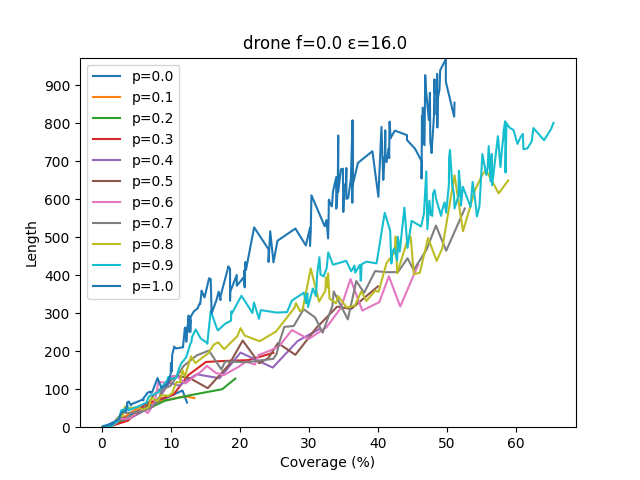 drone f=0.0 ε=16.0
p=0.0
p=0.1
p=0.2
p=0.3
p=0.4
p=0.5
p=0.6
p=0.7
p=0.8
p=0.9
p=1.0
Length
900
800
700
600
500
400
300
200
100
0
0 10 20 30 40 50 60
Coverage (%)